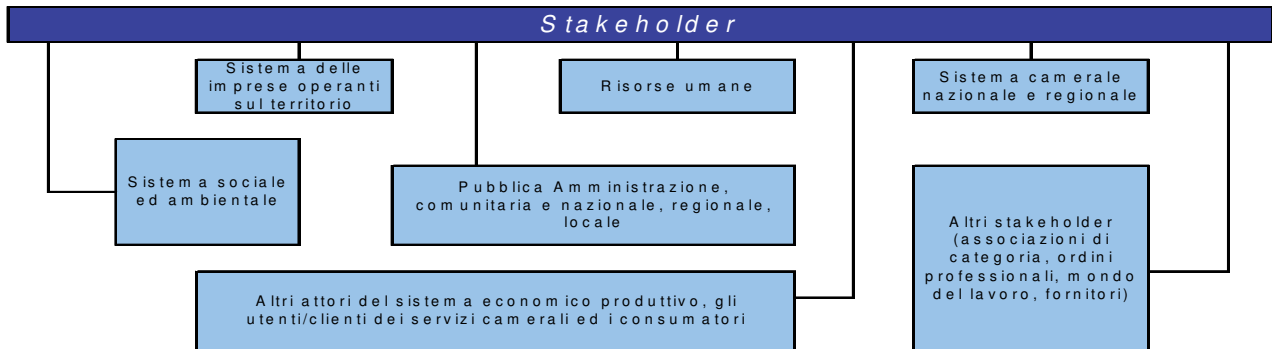 Stakeholder
Sistema delle
imprese operanti
sul territorio
Risorse umane
Sistema camerale
nazionale e regionale
Sistema sociale
ed ambientale
Pubblica Amministrazione,
comunitaria e nazionale, regionale,
locale
Altri stakeholder
(associazioni di
categoria, ordini
professionali, mondo
del lavoro, fornitori)
Altri attori del sistema economico produttivo, gli
utenti/clienti dei servizi camerali ed i consumatori